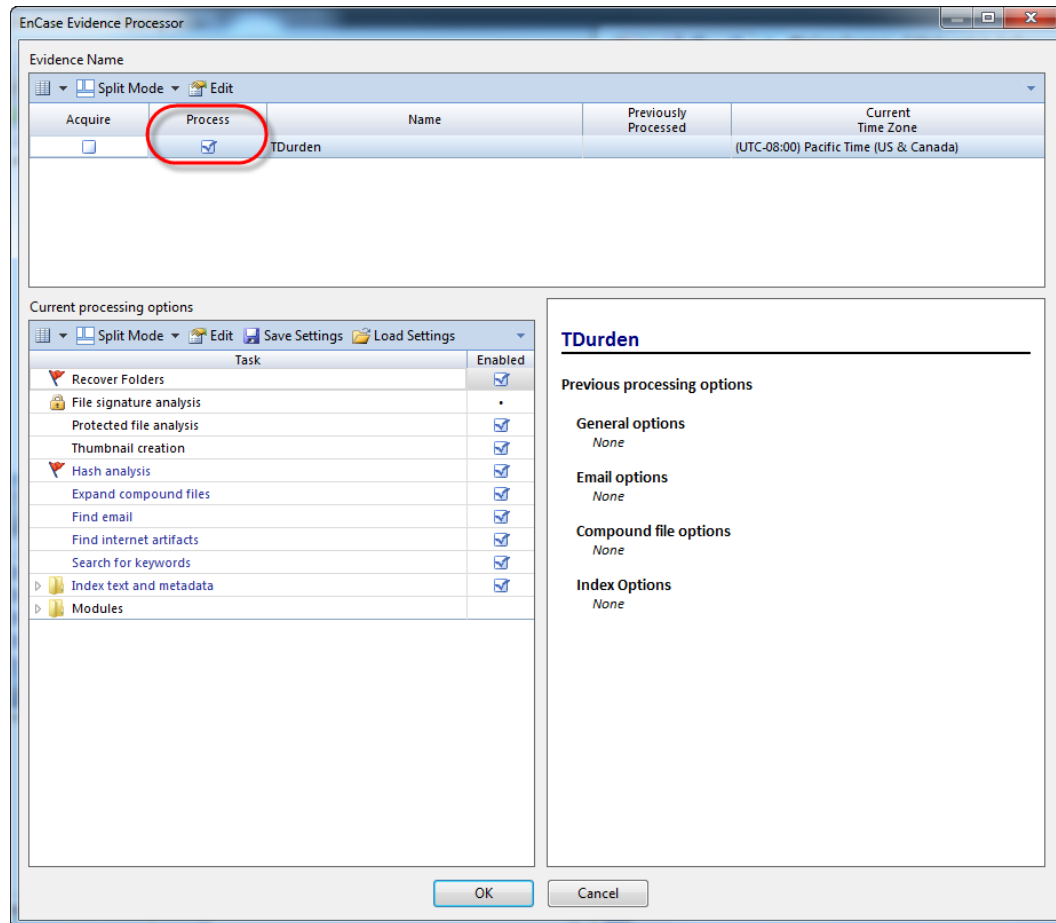 EnCase Evidence Processor
Evidence Name
Split Mode Edit
Acquire Process Name Previously Processed Current Time Zone
TDurden (UTC-08:00) Pacific Time (US & Canada)
Current processing options
Split Mode Edit Save Settings Load Settings
Task Enabled
Recover Folders
File signature analysis
Protected file analysis
Thumbnail creation
Hash analysis
Expand compound files
Find email
Find internet artifacts
Search for keywords
Index text and metadata
Modules
TDurden
Previous processing options
General options
None
Email options
None
Compound file options
None
Index Options
None
OK Cancel